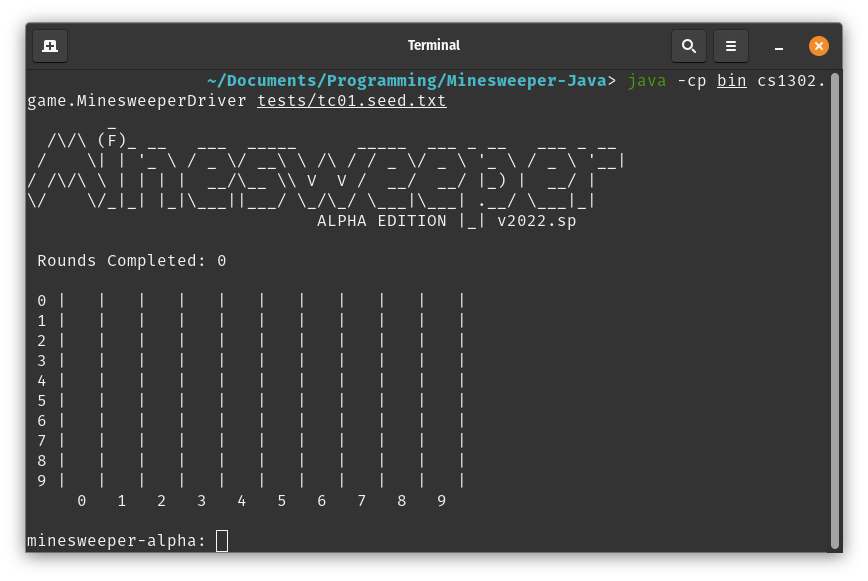 Terminal
~/Documents/Programming/Minesweeper-Java> java -cp bin cs1302.
game.MinesweeperDriver tests/tc01.seed.txt
        _
  /\/\ (F)_ __   ___  _____      _____  ___ _ __   ___ _ __
 /    \| | '_ \ / _ \/ __\ \ /\ / / _ \/ _ \ '_ \ / _ \ '__|
/ /\/\ \ | | | |  __/\__ \\ V  V /  __/  __/ |_) |  __/ |
\/    \/_|_| |_|\___||___/ \_/\_/ \___|\___| .__/ \___|_|
                             ALPHA EDITION |_| v2022.sp
 Rounds Completed: 0
 0 |   |   |   |   |   |   |   |   |   |   |
 1 |   |   |   |   |   |   |   |   |   |   |
 2 |   |   |   |   |   |   |   |   |   |   |
 3 |   |   |   |   |   |   |   |   |   |   |
 4 |   |   |   |   |   |   |   |   |   |   |
 5 |   |   |   |   |   |   |   |   |   |   |
 6 |   |   |   |   |   |   |   |   |   |   |
 7 |   |   |   |   |   |   |   |   |   |   |
 8 |   |   |   |   |   |   |   |   |   |   |
 9 |   |   |   |   |   |   |   |   |   |   |
     0   1   2   3   4   5   6   7   8   9
minesweeper-alpha: